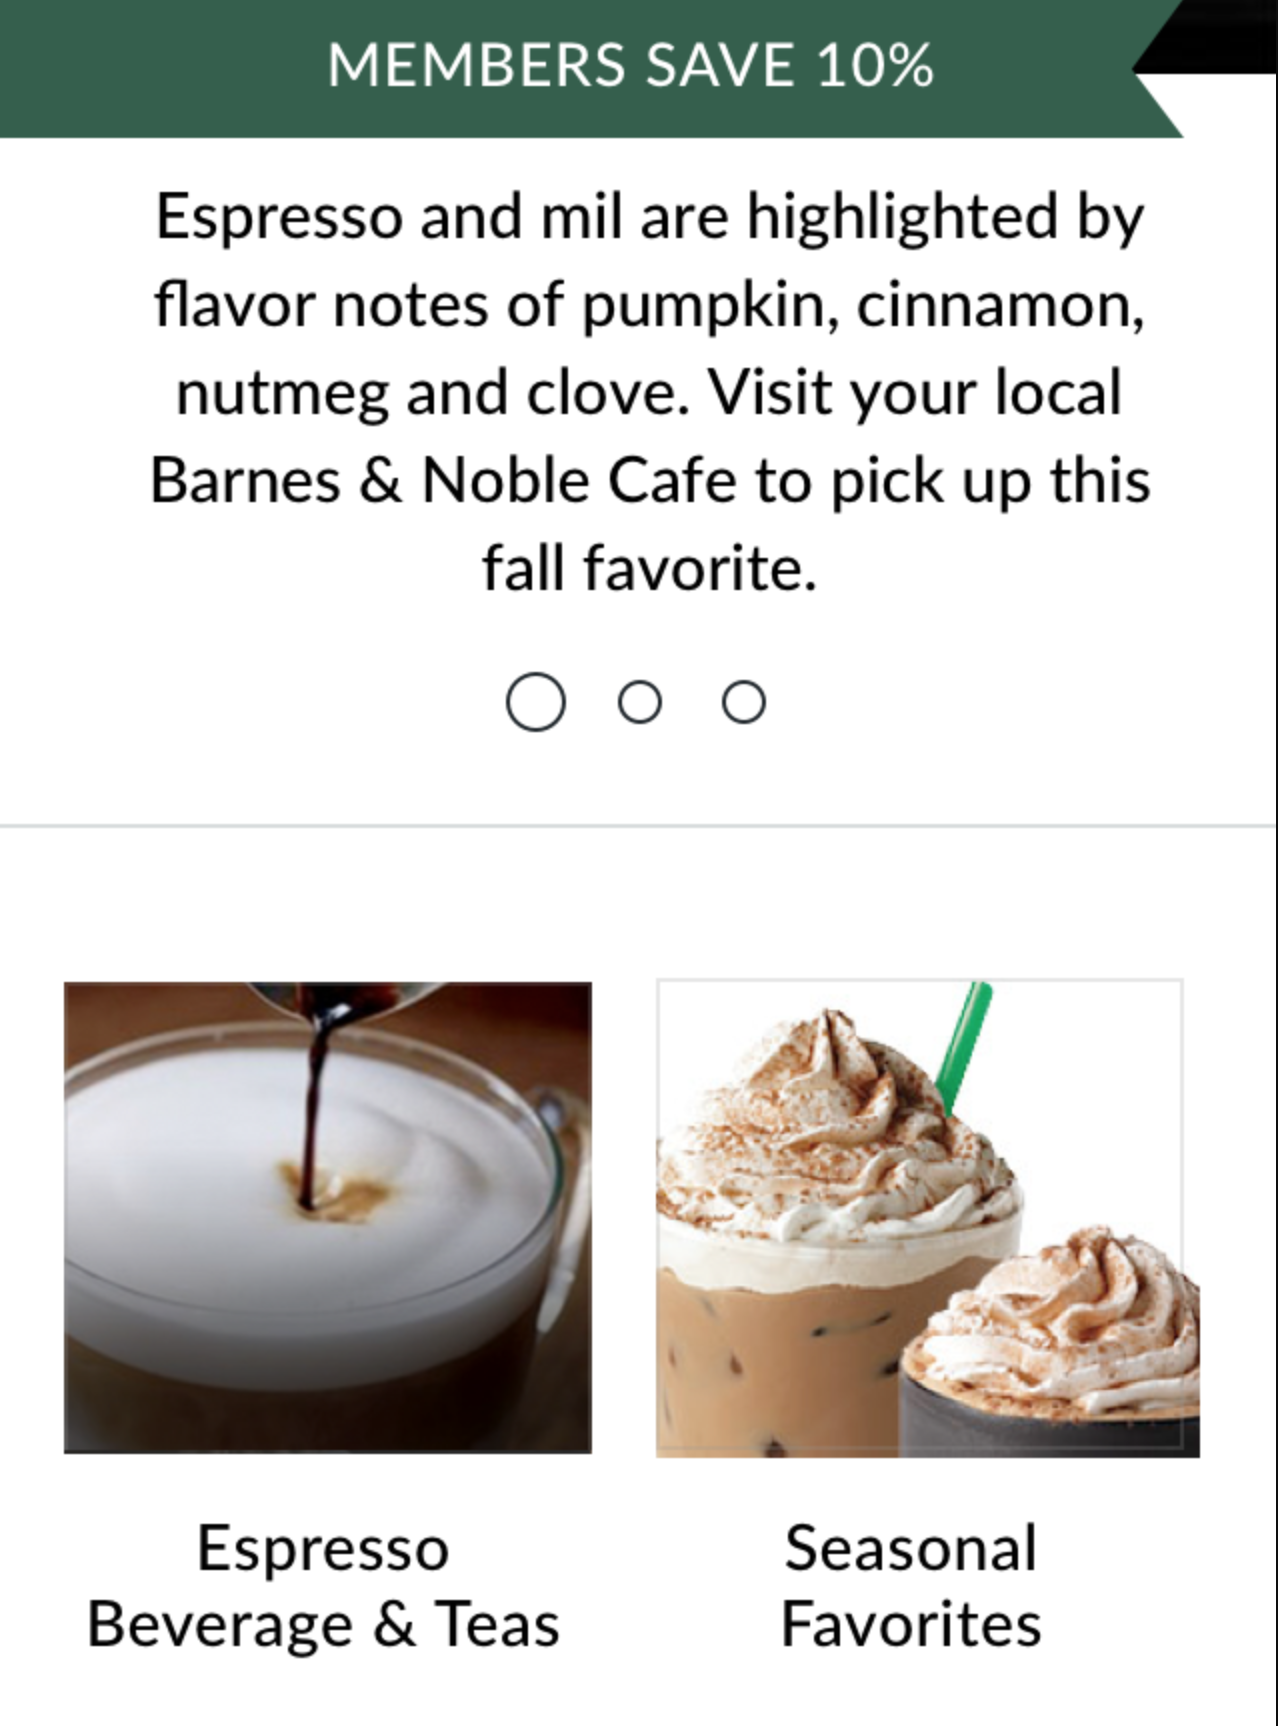 MEMBERS SAVE 10%
Espresso and mil are highlighted by
flavor notes of pumpkin, cinnamon,
nutmeg and clove. Visit your local
Barnes & Noble Cafe to pick up this
fall favorite.
Espresso
Beverage & Teas
Seasonal
Favorites